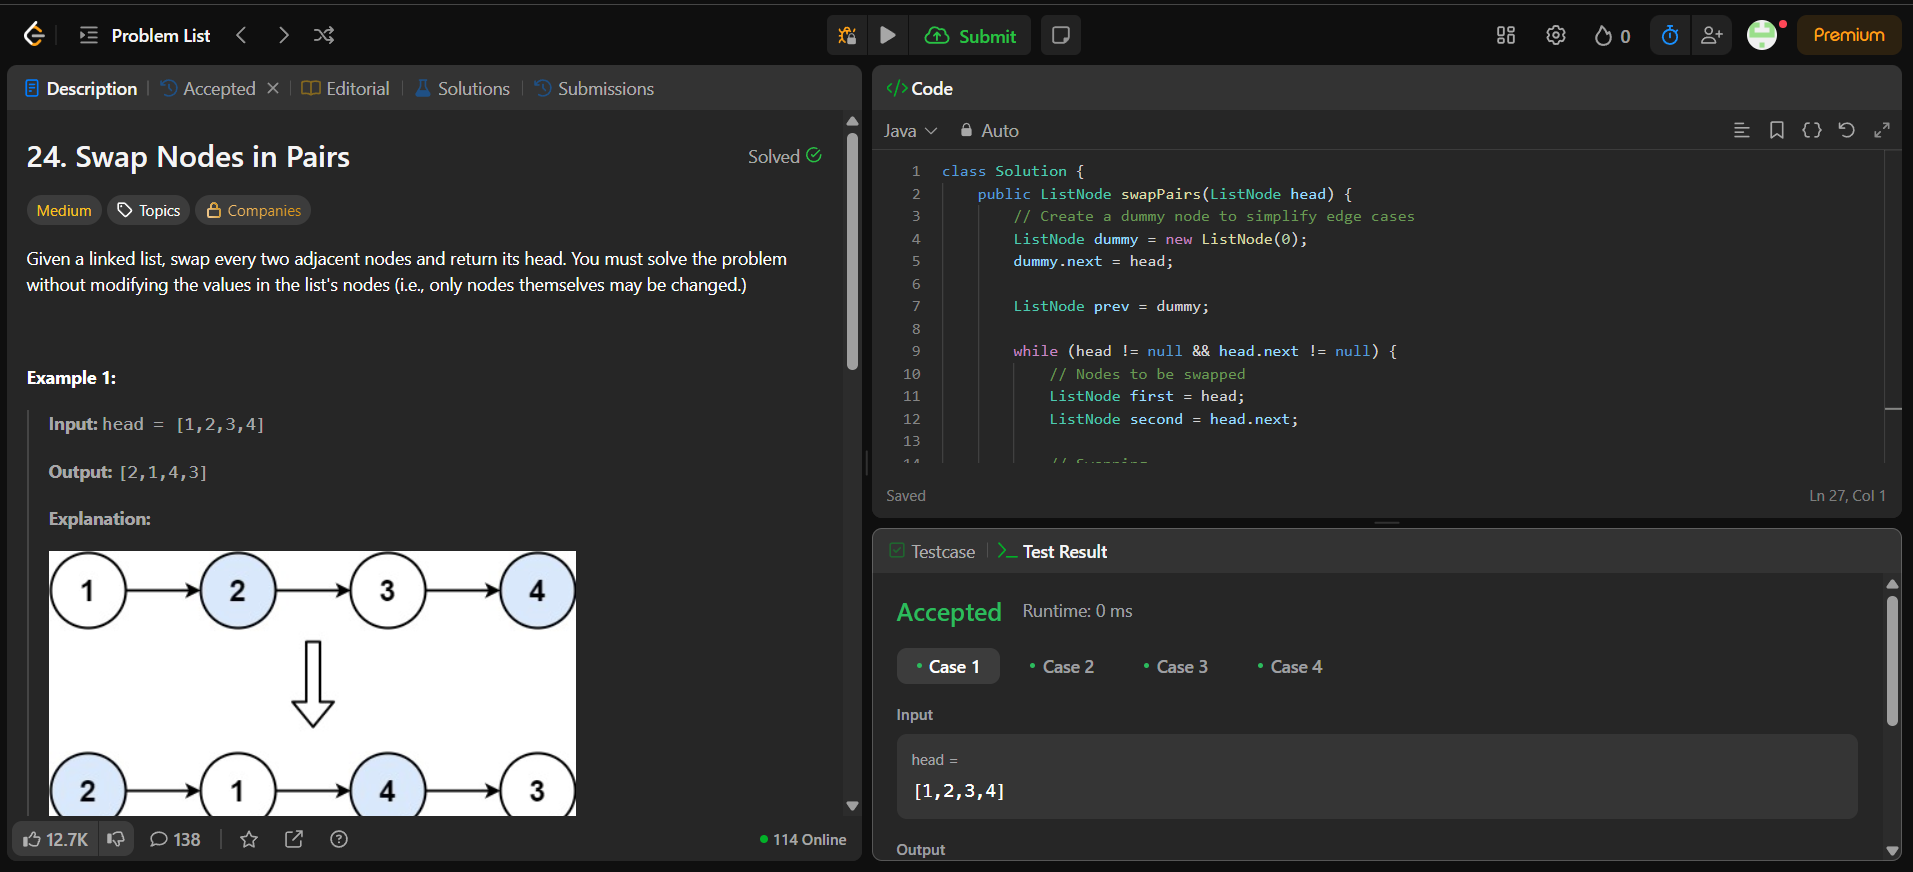 Problem List
Submit
0
Premium
Description
Accepted
Editorial
Solutions
Submissions
24. Swap Nodes in Pairs
Solved
Medium
Topics
Companies
Given a linked list, swap every two adjacent nodes and return its head. You must solve the problem
without modifying the values in the list's nodes (i.e., only nodes themselves may be changed.)
Example 1:
Input: head = [1,2,3,4]
Output: [2,1,4,3]
Explanation:
1 2 3 4
2 1 4 3
12.7K
138
114 Online
</> Code
Java
Auto
1 class Solution {
2 public ListNode swapPairs(ListNode head) {
3 // Create a dummy node to simplify edge cases
4 ListNode dummy = new ListNode(0);
5 dummy.next = head;
6
7 ListNode prev = dummy;
8
9 while (head != null && head.next != null) {
10 // Nodes to be swapped
11 ListNode first = head;
12 ListNode second = head.next;
13
14 // Swapping
Saved
Ln 27, Col 1
Testcase
>_ Test Result
Accepted
Runtime: 0 ms
Case 1
Case 2
Case 3
Case 4
Input
head =
[1,2,3,4]
Output